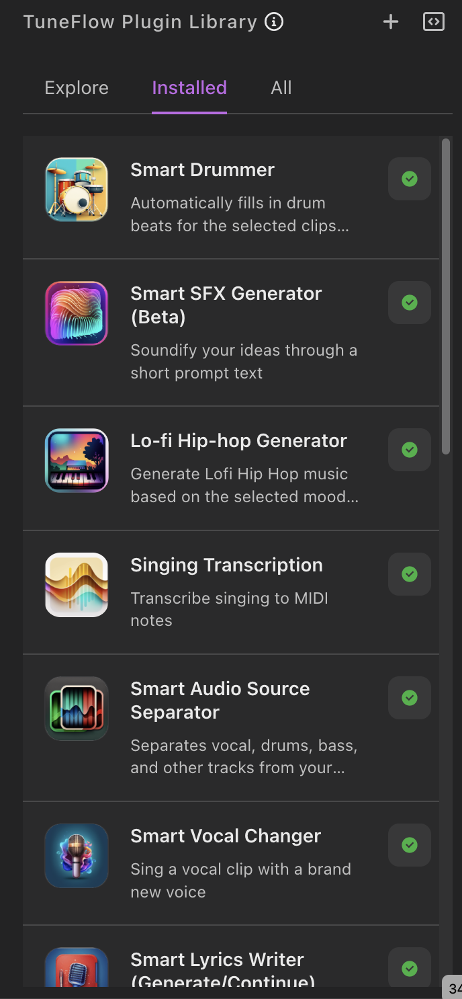 TuneFlow Plugin Library
Explore Installed All
Smart Drummer
Automatically fills in drum
beats for the selected clips...
Smart SFX Generator
(Beta)
Soundify your ideas through a
short prompt text
Lo-fi Hip-hop Generator
Generate Lofi Hip Hop music
based on the selected mood...
Singing Transcription
Transcribe singing to MIDI
notes
Smart Audio Source
Separator
Separates vocal, drums, bass,
and other tracks from your...
Smart Vocal Changer
Sing a vocal clip with a brand
new voice
Smart Lyrics Writer
(Generate/Continue)
34